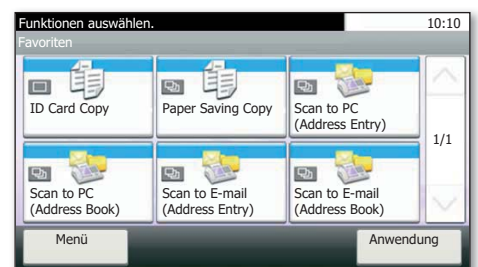 Funktionen auswählen. 10:10
Favoriten
ID Card Copy
Paper Saving Copy
Scan to PC
(Address Entry)
1/1
Scan to PC
(Address Book)
Scan to E-mail
(Address Entry)
Scan to E-mail
(Address Book)
Menü
Anwendung